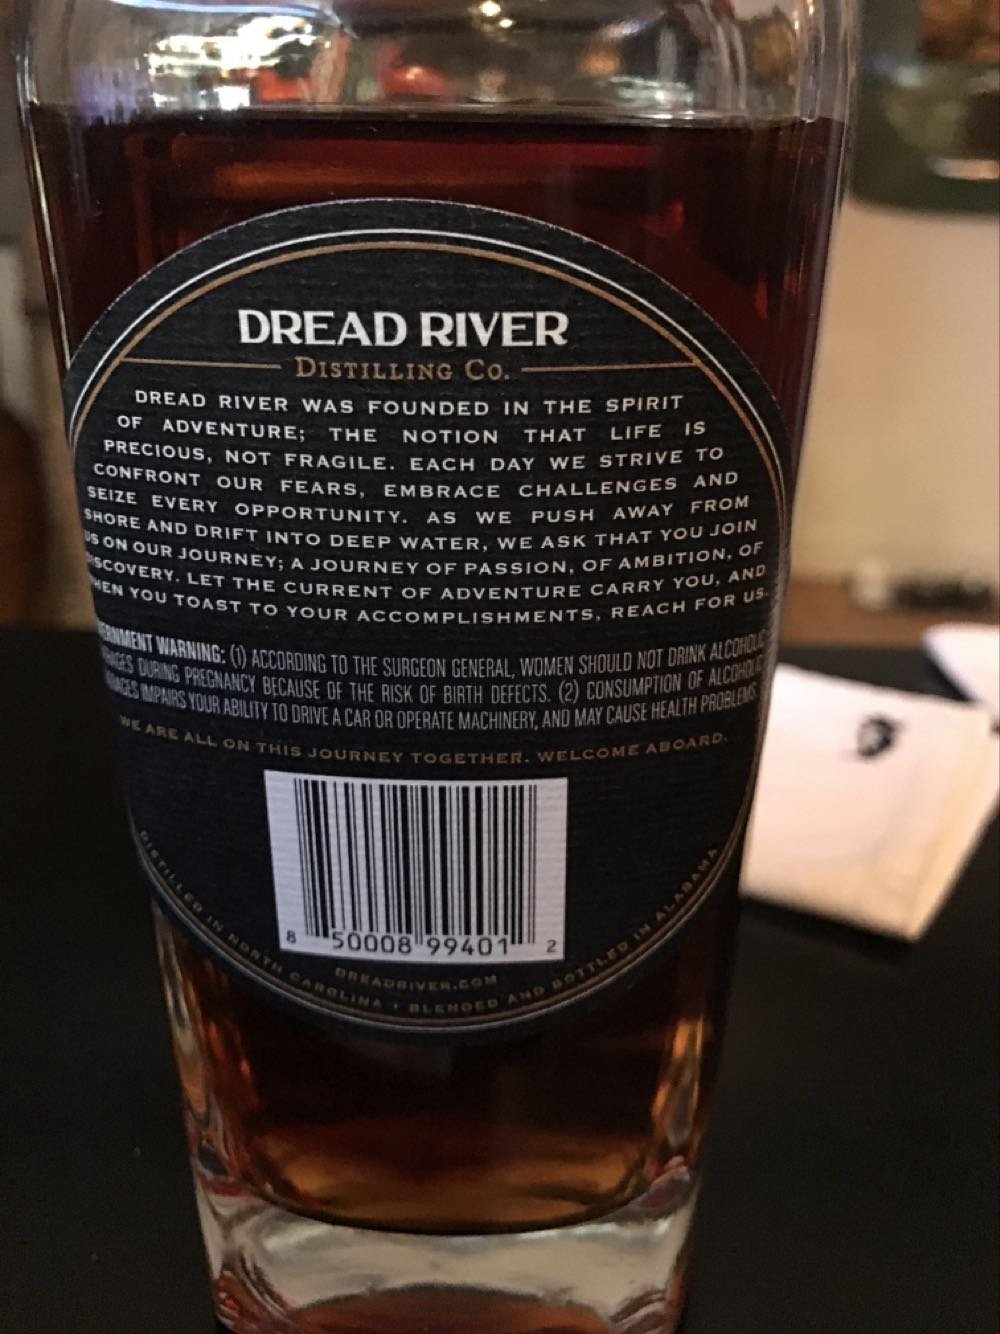 DREAD RIVER
DISTILLING CO.
DREAD RIVER WAS FOUNDED IN THE SPIRIT
OF ADVENTURE; THE NOTION THAT LIFE IS
PRECIOUS, NOT FRAGILE. EACH DAY WE STRIVE TO
CONFRONT OUR FEARS, EMBRACE CHALLENGES AND
SEIZE EVERY OPPORTUNITY. AS WE PUSH AWAY FROM
SHORE AND DRIFT INTO DEEP WATER, WE ASK THAT YOU JOIN
US ON OUR JOURNEY; A JOURNEY OF PASSION, OF AMBITION, OF
ISCOVERY. LET THE CURRENT OF ADVENTURE CARRY YOU, AND
HEN YOU TOAST TO YOUR ACCOMPLISHMENTS, REACH FOR US.
ERNMENT WARNING: (1) ACCORDING TO THE SURGEON GENERAL, WOMEN SHOULD NOT DRINK ALCOHOLIC
RAGES DURING PREGNANCY BECAUSE OF THE RISK OF BIRTH DEFECTS. (2) CONSUMPTION OF ALCOHOLIC
RAGES IMPAIRS YOUR ABILITY TO DRIVE A CAR OR OPERATE MACHINERY, AND MAY CAUSE HEALTH PROBLEMS.
WE ARE ALL ON THIS JOURNEY TOGETHER. WELCOME ABOARD.
8 50008 99401 2
DREADRIVER.COM
DISTILLED IN NORTH CAROLINA • BLENDED AND BOTTLED IN ALABAMA